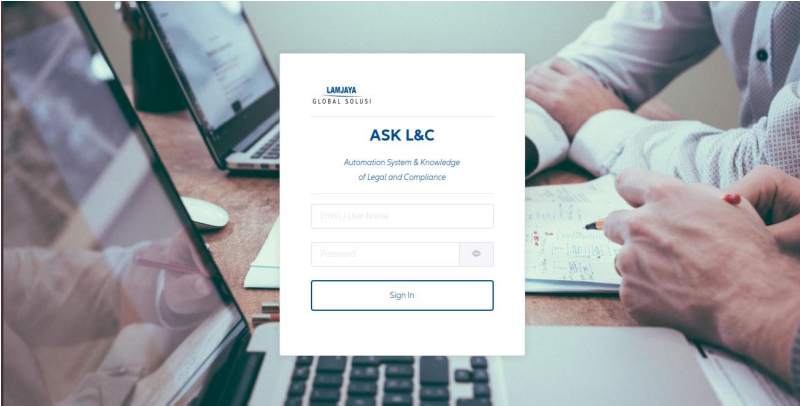 LAMJAYA
GLOBAL SOLUSI
ASK L&C
Automation System & Knowledge
of Legal and Compliance
Email / User Name
Password
Sign In